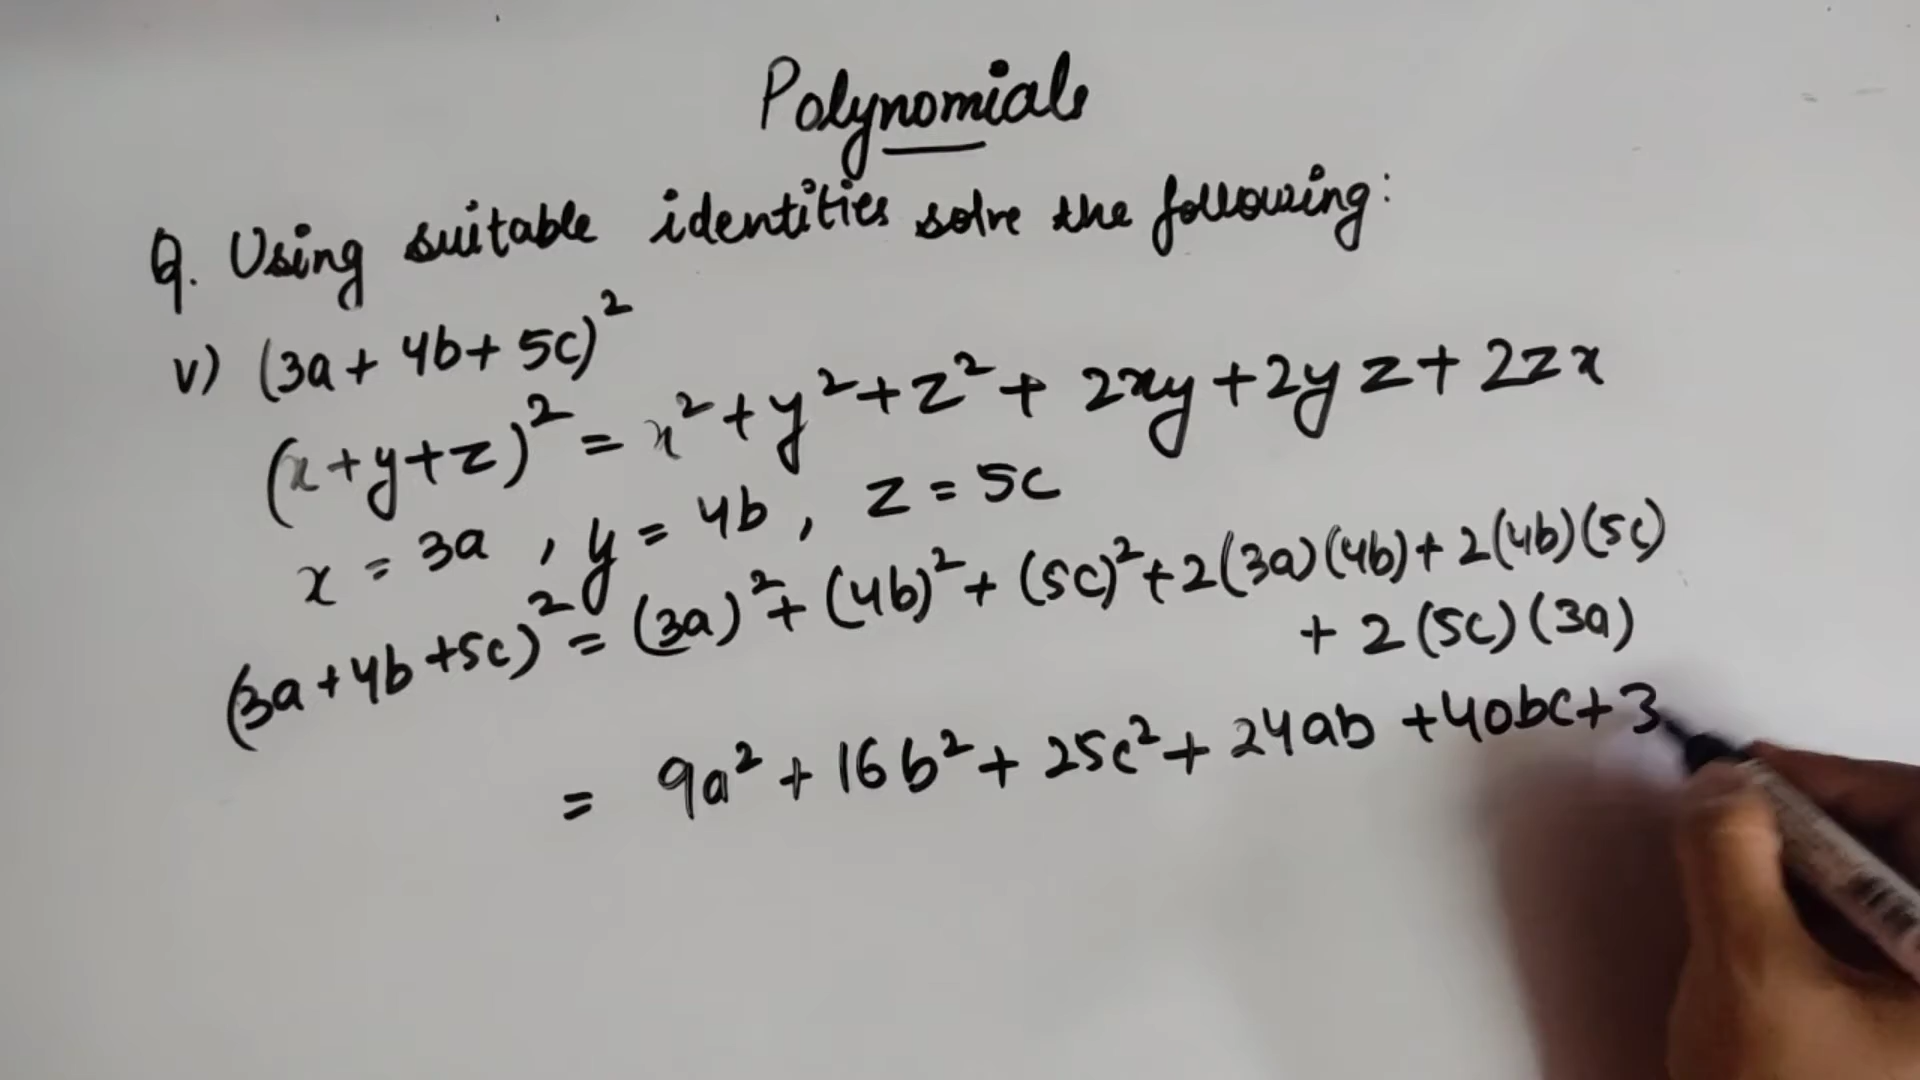 Polynomials
Q. Using suitable identities solve the following:
v) (3a + 4b + 5c)²
(x+y+z)² = x² + y² + z² + 2xy + 2yz + 2zx
x = 3a , y = 4b , z = 5c
(3a+4b+5c)² = (3a)² + (4b)² + (5c)² + 2(3a)(4b) + 2(4b)(5c)
+ 2(5c)(3a)
= 9a² + 16b² + 25c² + 24ab + 40bc + 3